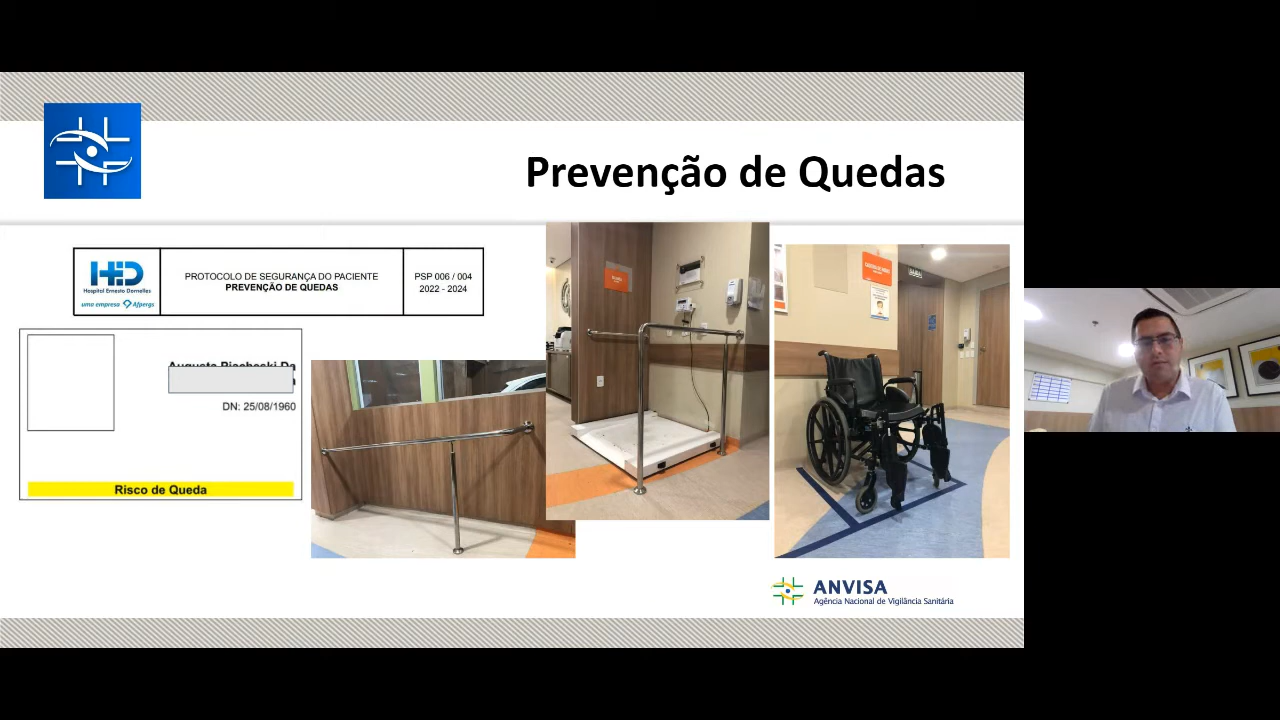 Prevenção de Quedas
HD
Hospital Ernesto Dornelles
uma empresa Afpergs
PROTOCOLO DE SEGURANÇA DO PACIENTE
PREVENÇÃO DE QUEDAS
PSP 006 / 004
2022 - 2024
DN: 25/08/1960
Risco de Queda
ANVISA
Agência Nacional de Vigilância Sanitária